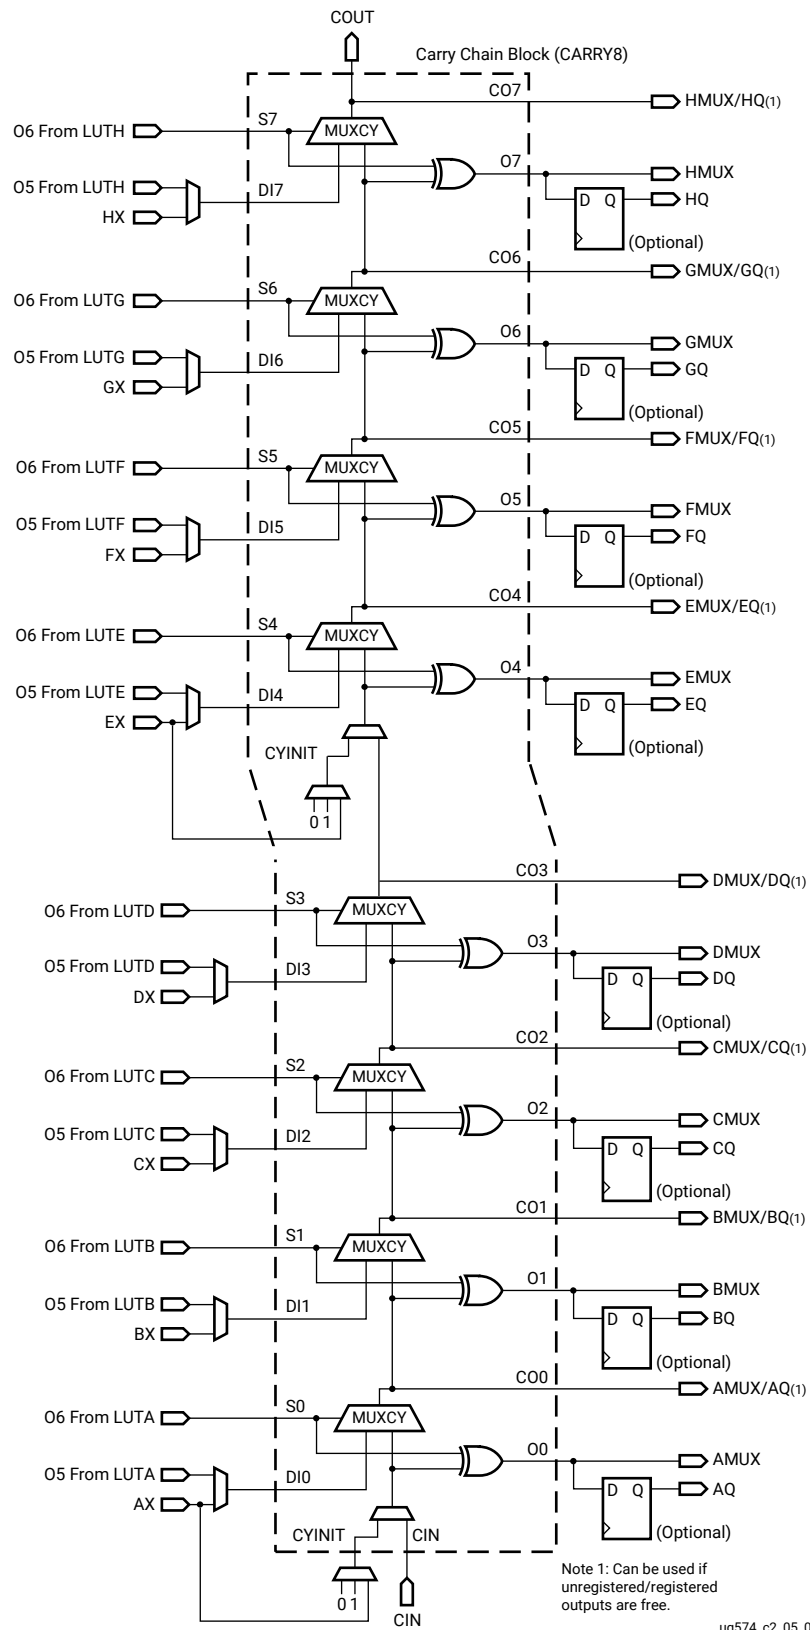 COUT
Carry Chain Block (CARRY8)
CO7
HMUX/HQ(1)
O6 From LUTH
S7
MUXCY
O5 From LUTH
DI7
HX
O7
HMUX
D Q
HQ
(Optional)
CO6
GMUX/GQ(1)
O6 From LUTG
S6
MUXCY
O5 From LUTG
DI6
GX
O6
GMUX
D Q
GQ
(Optional)
CO5
FMUX/FQ(1)
O6 From LUTF
S5
MUXCY
O5 From LUTF
DI5
FX
O5
FMUX
D Q
FQ
(Optional)
CO4
EMUX/EQ(1)
O6 From LUTE
S4
MUXCY
O5 From LUTE
DI4
EX
O4
EMUX
D Q
EQ
(Optional)
CYINIT
0 1
CO3
DMUX/DQ(1)
O6 From LUTD
S3
MUXCY
O5 From LUTD
DI3
DX
O3
DMUX
D Q
DQ
(Optional)
CO2
CMUX/CQ(1)
O6 From LUTC
S2
MUXCY
O5 From LUTC
DI2
CX
O2
CMUX
D Q
CQ
(Optional)
CO1
BMUX/BQ(1)
O6 From LUTB
S1
MUXCY
O5 From LUTB
DI1
BX
O1
BMUX
D Q
BQ
(Optional)
CO0
AMUX/AQ(1)
O6 From LUTA
S0
MUXCY
O5 From LUTA
DI0
AX
O0
AMUX
D Q
AQ
(Optional)
CYINIT
CIN
0 1
CIN
Note 1: Can be used if
unregistered/registered
outputs are free.